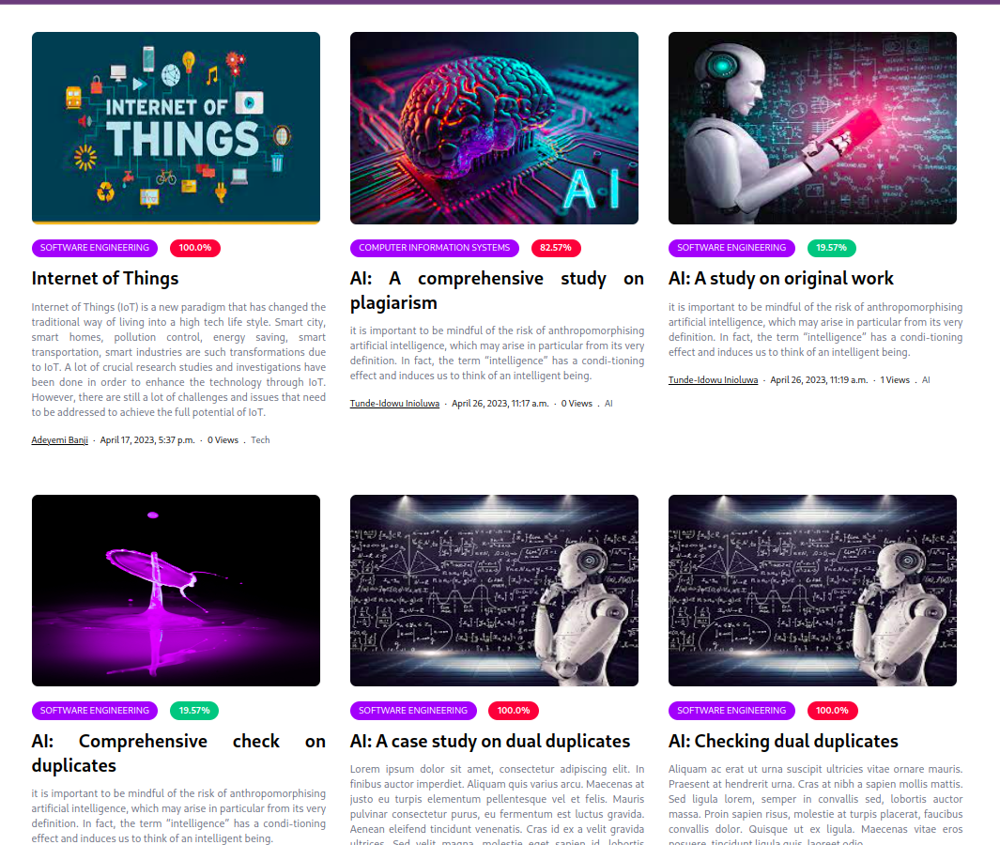 INTERNET OF
THINGS
AI
SOFTWARE ENGINEERING 100.0%
Internet of Things
Internet of Things (IoT) is a new paradigm that has changed the
traditional way of living into a high tech life style. Smart city,
smart homes, pollution control, energy saving, smart
transportation, smart industries are such transformations due
to IoT. A lot of crucial research studies and investigations have
been done in order to enhance the technology through IoT.
However, there are still a lot of challenges and issues that need
to be addressed to achieve the full potential of IoT.
Adeyemi Banji · April 17, 2023, 5:37 p.m. · 0 Views . Tech
COMPUTER INFORMATION SYSTEMS 82.57%
AI: A comprehensive study on
plagiarism
it is important to be mindful of the risk of anthropomorphising
artificial intelligence, which may arise in particular from its very
definition. In fact, the term “intelligence” has a condi-tioning
effect and induces us to think of an intelligent being.
Tunde-Idowu Inioluwa · April 26, 2023, 11:17 a.m. · 0 Views . AI
SOFTWARE ENGINEERING 19.57%
AI: A study on original work
it is important to be mindful of the risk of anthropomorphising
artificial intelligence, which may arise in particular from its very
definition. In fact, the term “intelligence” has a condi-tioning
effect and induces us to think of an intelligent being.
Tunde-Idowu Inioluwa · April 26, 2023, 11:19 a.m. · 1 Views . AI
SOFTWARE ENGINEERING 19.57%
AI: Comprehensive check on
duplicates
it is important to be mindful of the risk of anthropomorphising
artificial intelligence, which may arise in particular from its very
definition. In fact, the term “intelligence” has a condi-tioning
effect and induces us to think of an intelligent being.
SOFTWARE ENGINEERING 100.0%
AI: A case study on dual duplicates
Lorem ipsum dolor sit amet, consectetur adipiscing elit. In
finibus auctor imperdiet. Aliquam quis varius arcu. Maecenas at
justo eu turpis elementum pellentesque vel et felis. Mauris
pulvinar consectetur purus, eu fermentum est luctus gravida.
Aenean eleifend tincidunt venenatis. Cras id ex a velit gravida
ultrices. Sed velit magna, molestie eget sapien id, lobortis
SOFTWARE ENGINEERING 100.0%
AI: Checking dual duplicates
Aliquam ac erat ut urna suscipit ultricies vitae ornare mauris.
Praesent at hendrerit urna. Cras at nibh a sapien mollis mattis.
Sed ligula lorem, semper in convallis sed, lobortis auctor
massa. Proin sapien risus, molestie at turpis placerat, faucibus
convallis dolor. Quisque ut ex ligula. Maecenas vitae eros
posuere, tincidunt ligula quis, laoreet odio.